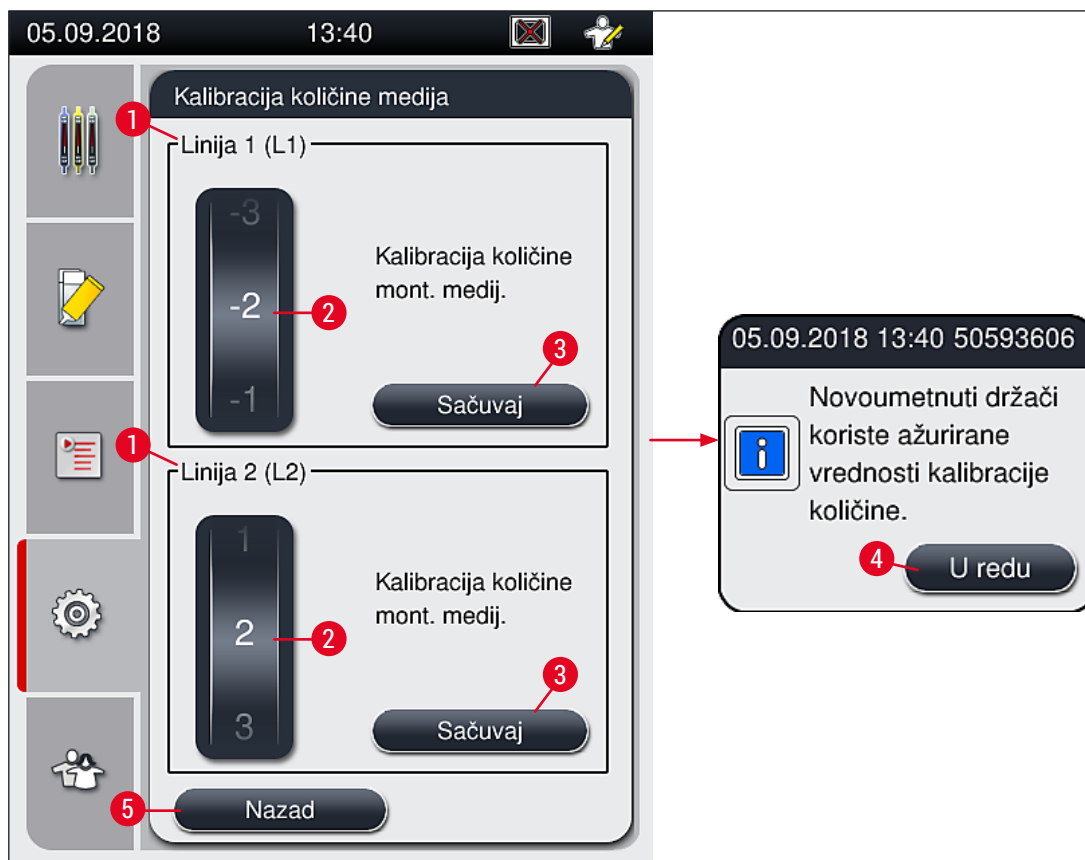 05.09.2018 13:40
Kalibracija količine medija
1
Linija 1 (L1)
-3
-2
-1
2
Kalibracija količine
mont. medij.
3
Sačuvaj
1
Linija 2 (L2)
1
2
3
2
Kalibracija količine
mont. medij.
3
Sačuvaj
5
Nazad
05.09.2018 13:40 50593606
Novoumetnuti držači
koriste ažurirane
vrednosti kalibracije
količine.
4
U redu